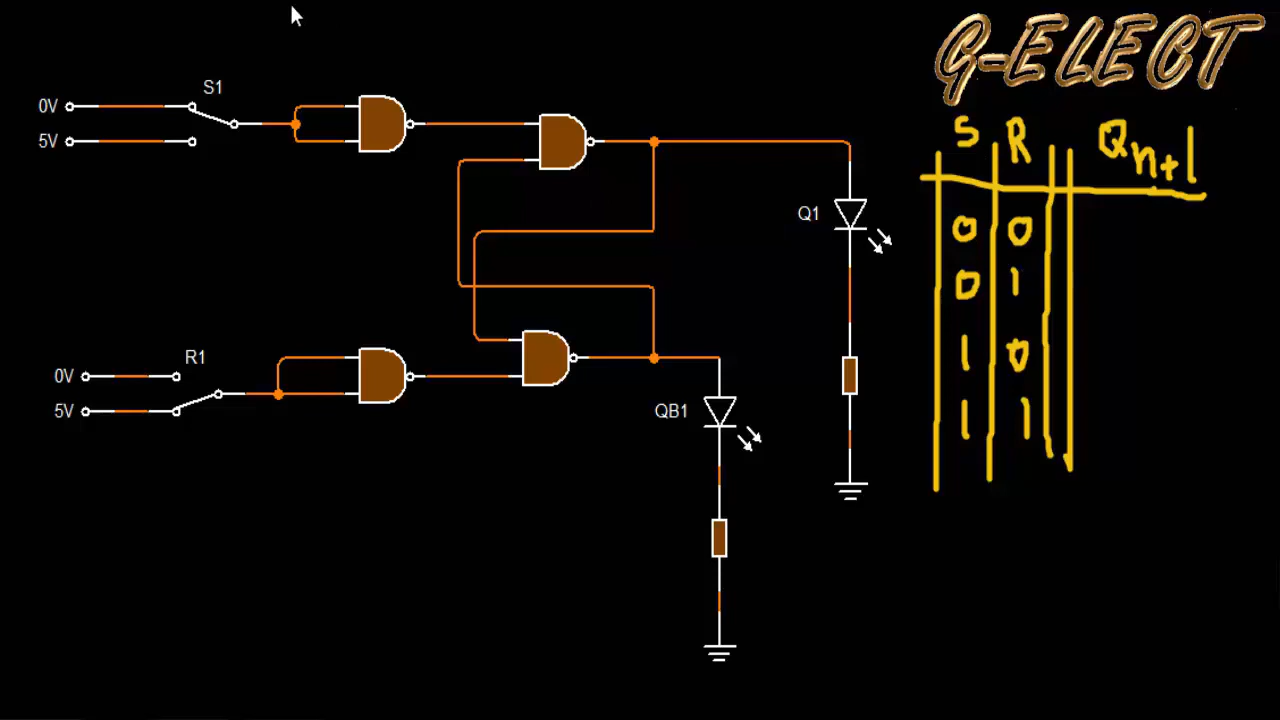 G-ELECT
S1
0V
5V
S R Qn+1
0 0
0 1
1 0
1 1
Q1
R1
0V
5V
QB1